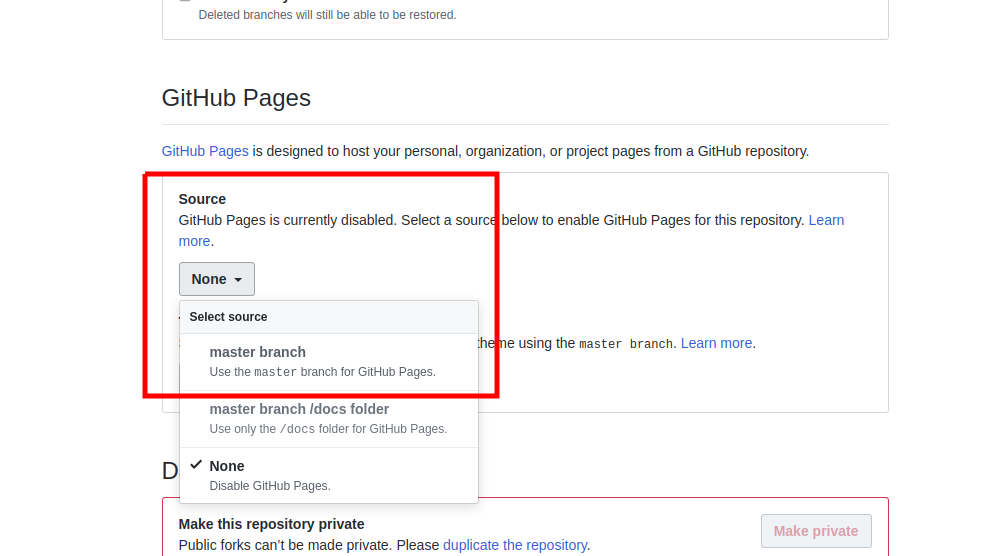 Deleted branches will still be able to be restored.
GitHub Pages
GitHub Pages is designed to host your personal, organization, or project pages from a GitHub repository.
Source
GitHub Pages is currently disabled. Select a source below to enable GitHub Pages for this repository. Learn
more.
None
Select source
theme using the master branch. Learn more.
master branch
Use the master branch for GitHub Pages.
master branch /docs folder
Use only the /docs folder for GitHub Pages.
None
Disable GitHub Pages.
D
Make this repository private
Public forks can't be made private. Please duplicate the repository.
Make private